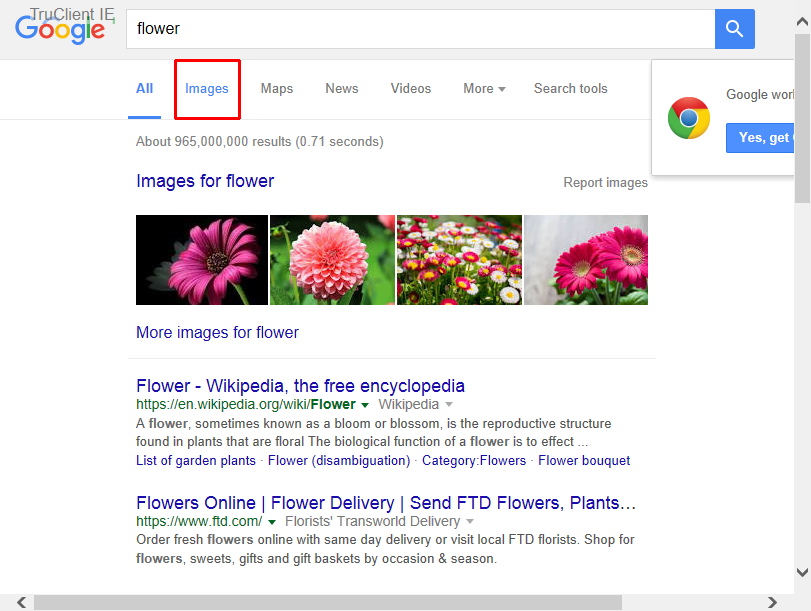 TruClient IE
Google
flower
All Images Maps News Videos More Search tools
Google wor
Yes, get
About 965,000,000 results (0.71 seconds)
Images for flower
Report images
More images for flower
Flower - Wikipedia, the free encyclopedia
https://en.wikipedia.org/wiki/Flower Wikipedia
A flower, sometimes known as a bloom or blossom, is the reproductive structure
found in plants that are floral The biological function of a flower is to effect ...
List of garden plants · Flower (disambiguation) · Category:Flowers · Flower bouquet
Flowers Online | Flower Delivery | Send FTD Flowers, Plants…
https://www.ftd.com/ Florists' Transworld Delivery
Order fresh flowers online with same day delivery or visit local FTD florists. Shop for
flowers, sweets, gifts and gift baskets by occasion & season.